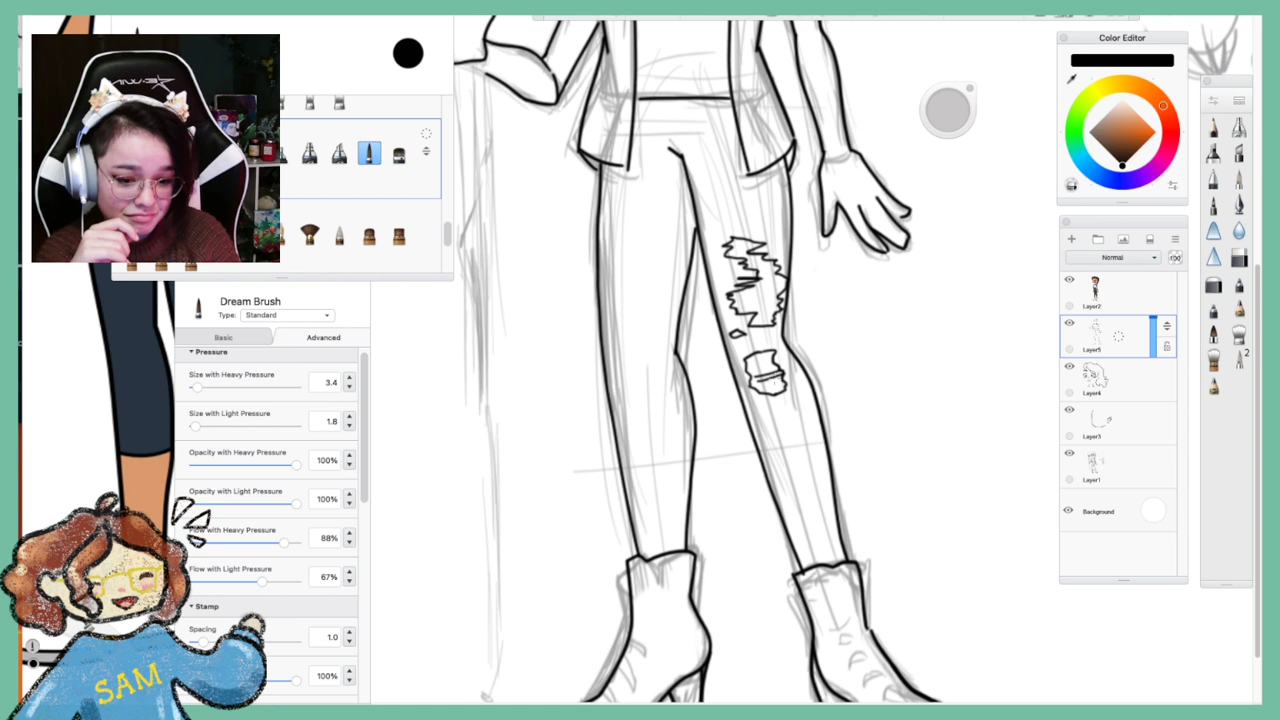 Color Editor
Normal
Layer2
Layer5
Layer4
Layer3
Layer1
Background
2
Dream Brush
Type: Standard
Basic
Advanced
Pressure
Size with Heavy Pressure
3.4
Size with Light Pressure
1.8
Opacity with Heavy Pressure
100%
Opacity with Light Pressure
100%
Flow with Heavy Pressure
88%
Flow with Light Pressure
67%
Stamp
Spacing
1.0
100%
SAM